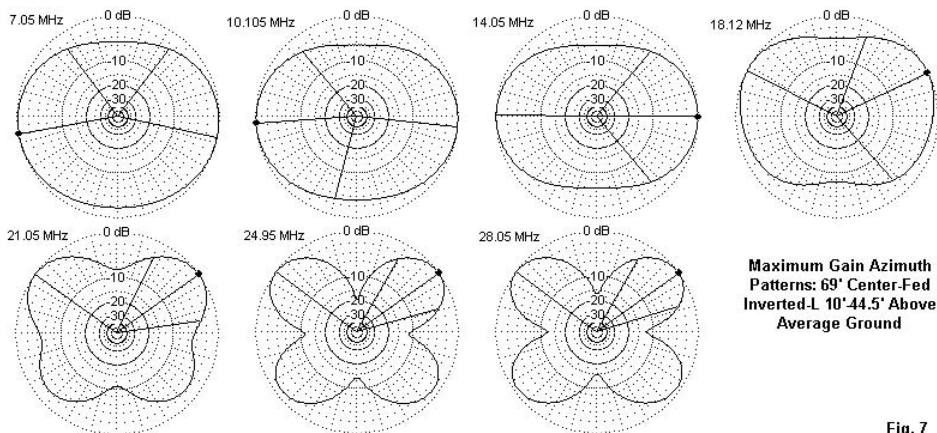 7.05 MHz
0 dB
-10
-20
30
10.105 MHz
0 dB
-10
-20
30
14.05 MHz
0 dB
-10
-20
30
18.12 MHz
0 dB
-10
-20
30
21.05 MHz
0 dB
-10
20
30
24.95 MHz
0 dB
-10
20
30
28.05 MHz
0 dB
-10
20
30
Maximum Gain Azimuth
Patterns: 69' Center-Fed
Inverted-L 10'-44.5' Above
Average Ground
Fig. 7